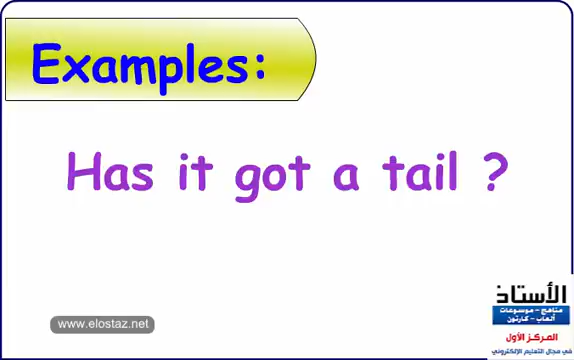 Examples:
Has it got a tail ?
www.elostaz.net
الأستاذ
مناهج - موسوعات
ألعاب - كارتون
المركز الأول
في مجال التعليم الإلكتروني